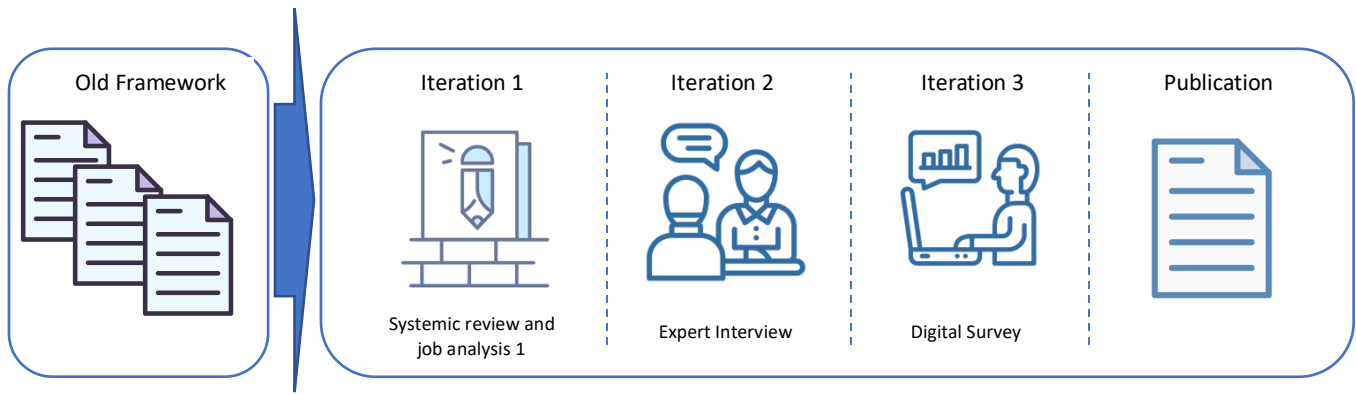 Old Framework
Iteration 1
Iteration 2
Iteration 3
Publication
Systemic review and
job analysis 1
Expert Interview
Digital Survey